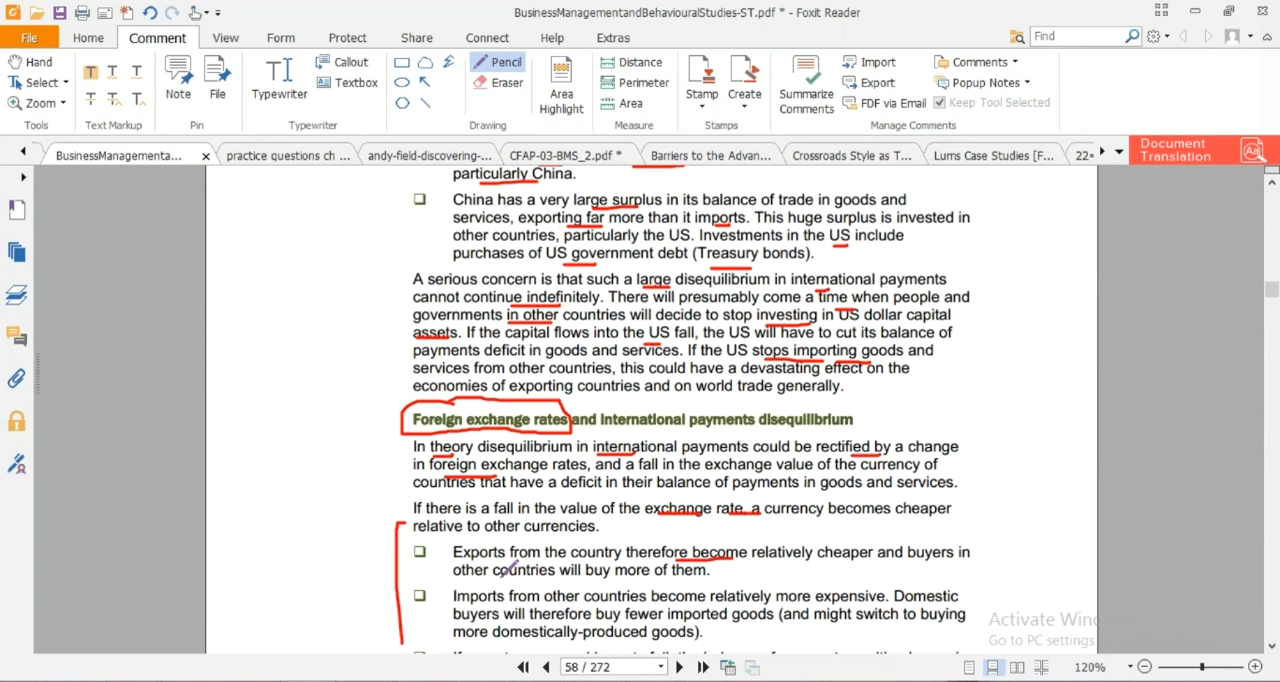 BusinessManagementandBehaviouralStudies-ST.pdf * - Foxit Reader
File Home Comment View Form Protect Share Connect Help Extras
Find
Hand
Select
Zoom
Tools
T T T
T T T
Text Markup
Note
File
Pin
Typewriter
Callout
Textbox
Typewriter
Pencil
Eraser
Drawing
Area
Highlight
Distance
Perimeter
Area
Measure
Stamp
Create
Stamps
Summarize
Comments
Import
Export
FDF via Email
Comments
Popup Notes
Keep Tool Selected
Manage Comments
BusinessManagementa... x
practice questions ch ...
andy-field-discovering-...
CFAP-03-BMS_2.pdf *
Barriers to the Advan...
Crossroads Style as T...
Lums Case Studies [F...
22=
Document
Translation
particularly China.
China has a very large surplus in its balance of trade in goods and
services, exporting far more than it imports. This huge surplus is invested in
other countries, particularly the US. Investments in the US include
purchases of US government debt (Treasury bonds).
A serious concern is that such a large disequilibrium in international payments
cannot continue indefinitely. There will presumably come a time when people and
governments in other countries will decide to stop investing in US dollar capital
assets. If the capital flows into the US fall, the US will have to cut its balance of
payments deficit in goods and services. If the US stops importing goods and
services from other countries, this could have a devastating effect on the
economies of exporting countries and on world trade generally.
Foreign exchange rates and international payments disequilibrium
In theory disequilibrium in international payments could be rectified by a change
in foreign exchange rates, and a fall in the exchange value of the currency of
countries that have a deficit in their balance of payments in goods and services.
If there is a fall in the value of the exchange rate, a currency becomes cheaper
relative to other currencies.
Exports from the country therefore become relatively cheaper and buyers in
other countries will buy more of them.
Imports from other countries become relatively more expensive. Domestic
buyers will therefore buy fewer imported goods (and might switch to buying
more domestically-produced goods).
Activate Win
Go to PC settings
58 / 272
120%